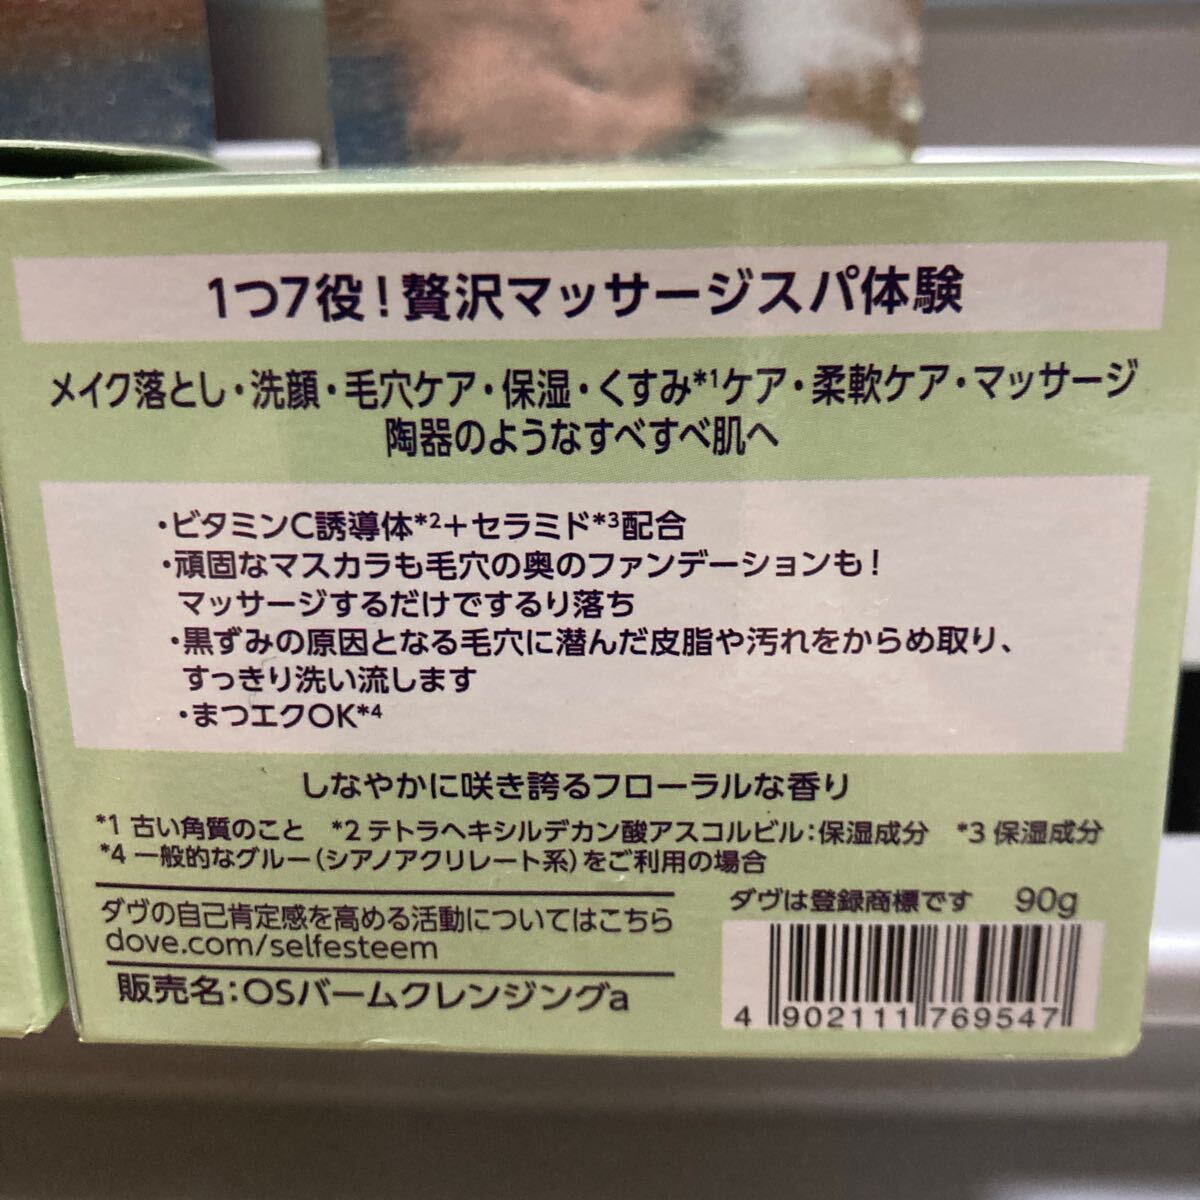 1つ7役！贅沢マッサージスパ体験
メイク落とし・洗顔・毛穴ケア・保湿・くすみ*1ケア・柔軟ケア・マッサージ
陶器のようなすべすべ肌へ
・ビタミンC誘導体*2+セラミド*3配合
・頑固なマスカラも毛穴の奥のファンデーションも！
マッサージするだけでするり落ち
・黒ずみの原因となる毛穴に潜んだ皮脂や汚れをからめ取り、
すっきり洗い流します
・まつエクOK*4
しなやかに咲き誇るフローラルな香り
*1 古い角質のこと *2 テトラヘキシルデカン酸アスコルビル:保湿成分 *3 保湿成分
*4 一般的なグルー(シアノアクリレート系)をご利用の場合
ダヴの自己肯定感を高める活動についてはこちら
dove.com/selfesteem
販売名:OSバームクレンジングa
ダヴは登録商標です 90g
4 902111 769547